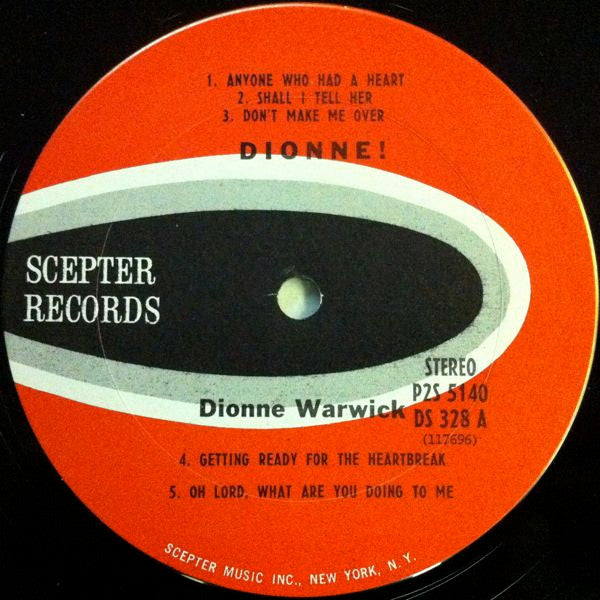 1. ANYONE WHO HAD A HEART
2. SHALL I TELL HER
3. DON'T MAKE ME OVER
DIONNE!
SCEPTER
RECORDS
STEREO
P2S 5140
Dionne Warwick
DS 328 A
(117696)
4. GETTING READY FOR THE HEARTBREAK
5. OH LORD, WHAT ARE YOU DOING TO ME
SCEPTER MUSIC INC., NEW YORK, N. Y.